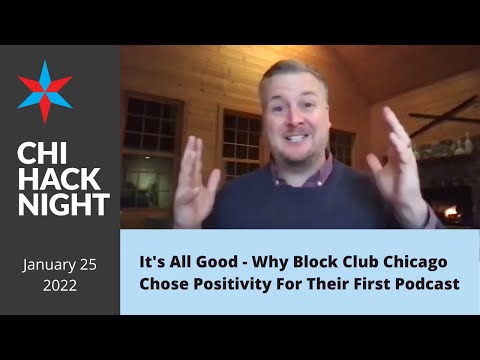 CHI
HACK
NIGHT
January 25
2022
It's All Good - Why Block Club Chicago
Chose Positivity For Their First Podcast